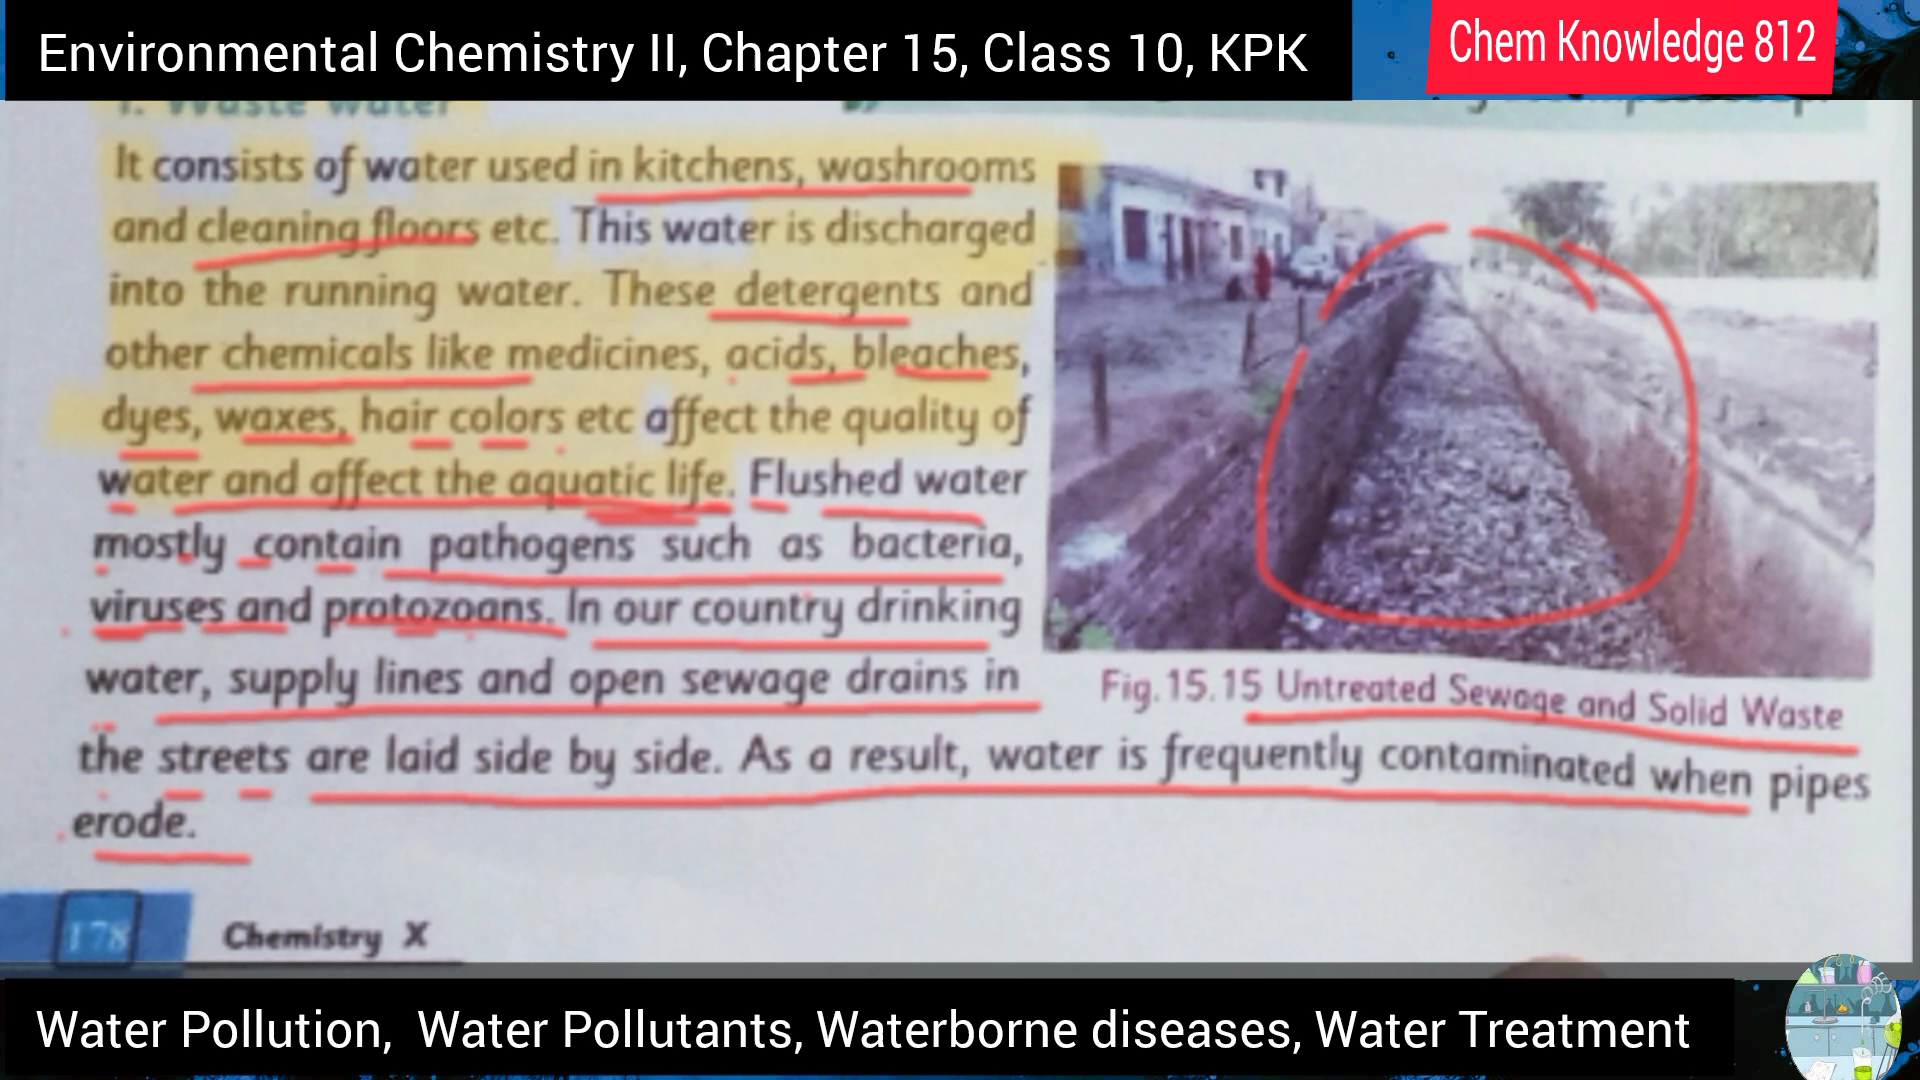 Environmental Chemistry II, Chapter 15, Class 10, KPK
Chem Knowledge 812
1. Waste water
It consists of water used in kitchens, washrooms
and cleaning floors etc. This water is discharged
into the running water. These detergents and
other chemicals like medicines, acids, bleaches,
dyes, waxes, hair colors etc affect the quality of
water and affect the aquatic life. Flushed water
mostly contain pathogens such as bacteria,
viruses and protozoans. In our country drinking
water, supply lines and open sewage drains in
the streets are laid side by side. As a result, water is frequently contaminated when pipes
erode.
Fig.15.15 Untreated Sewage and Solid Waste
178
Chemistry X
Water Pollution, Water Pollutants, Waterborne diseases, Water Treatment